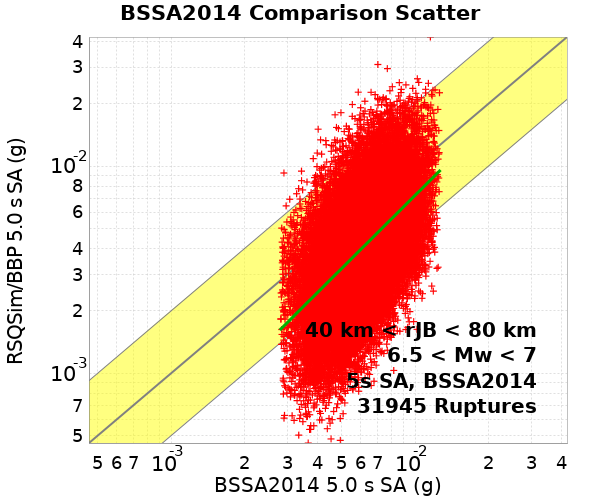 BSSA2014 Comparison Scatter
RSQSim/BBP 5.0 s SA (g)
4
3
2
10-2
8
6
4
3
2
10-3
7
5
40 km < rJB < 80 km
6.5 < Mw < 7
5s SA, BSSA2014
31945 Ruptures
5 6 7 10-3 2 3 4 5 6 7 10-2 2 3 4
BSSA2014 5.0 s SA (g)